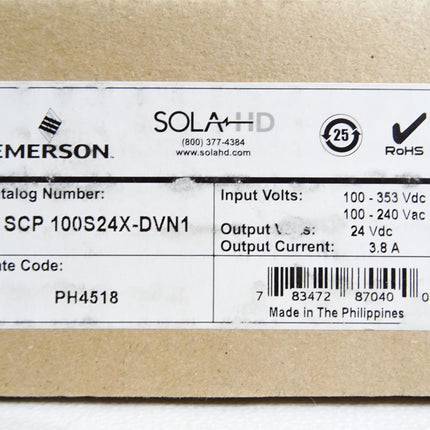 EMERSON
SOLA HD
(800) 377-4384
www.solahd.com
25
RoHS
atalog Number:
SCP 100S24X-DVN1
Input Volts: 100 - 353 Vdc
100 - 240 Vac
Output Volts: 24 Vdc
Output Current: 3.8 A
ate Code:
PH4518
7 83472 87040 0
Made in The Philippines